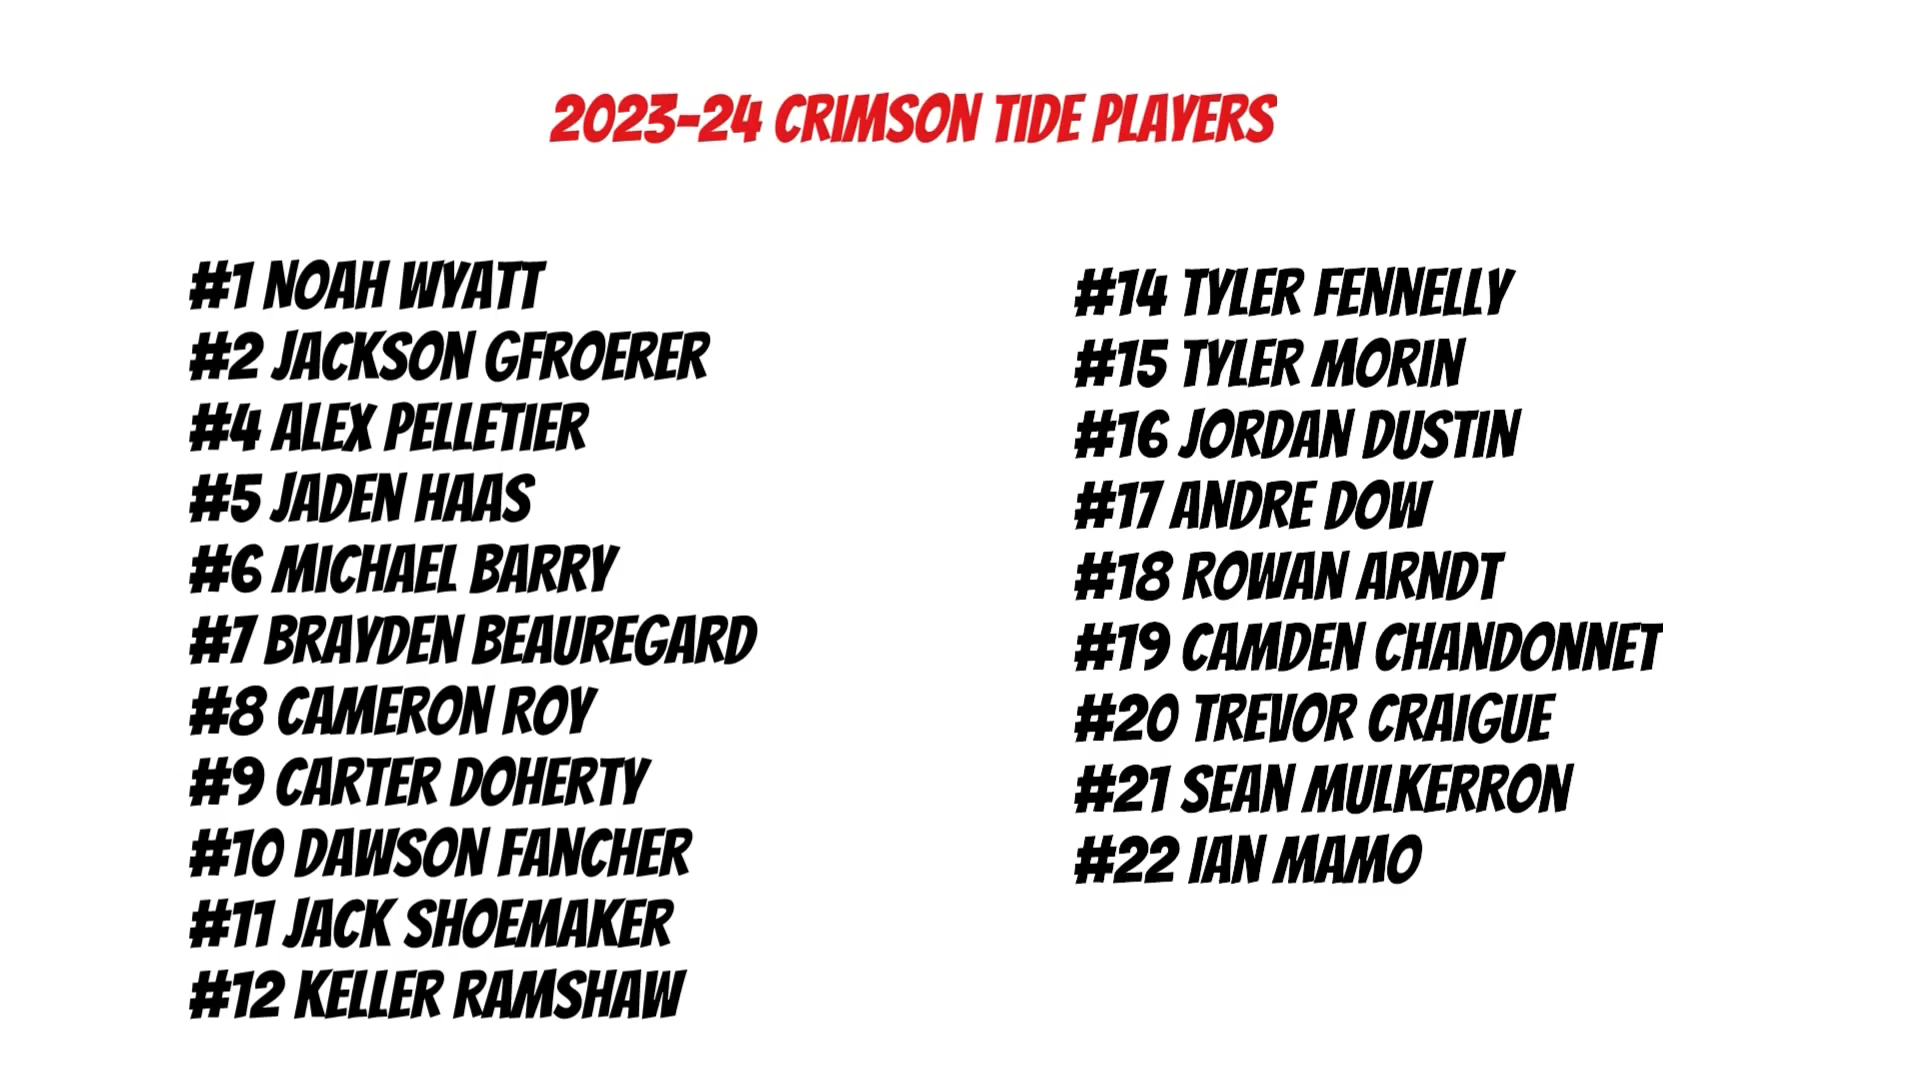 2023-24 CRIMSON TIDE PLAYERS
#1 NOAH WYATT
#2 JACKSON GFROERER
#4 ALEX PELLETIER
#5 JADEN HAAS
#6 MICHAEL BARRY
#7 BRAYDEN BEAUREGARD
#8 CAMERON ROY
#9 CARTER DOHERTY
#10 DAWSON FANCHER
#11 JACK SHOEMAKER
#12 KELLER RAMSHAW
#14 TYLER FENNELLY
#15 TYLER MORIN
#16 JORDAN DUSTIN
#17 ANDRE DOW
#18 ROWAN ARNDT
#19 CAMDEN CHANDONNET
#20 TREVOR CRAIGUE
#21 SEAN MULKERRON
#22 IAN MAMO